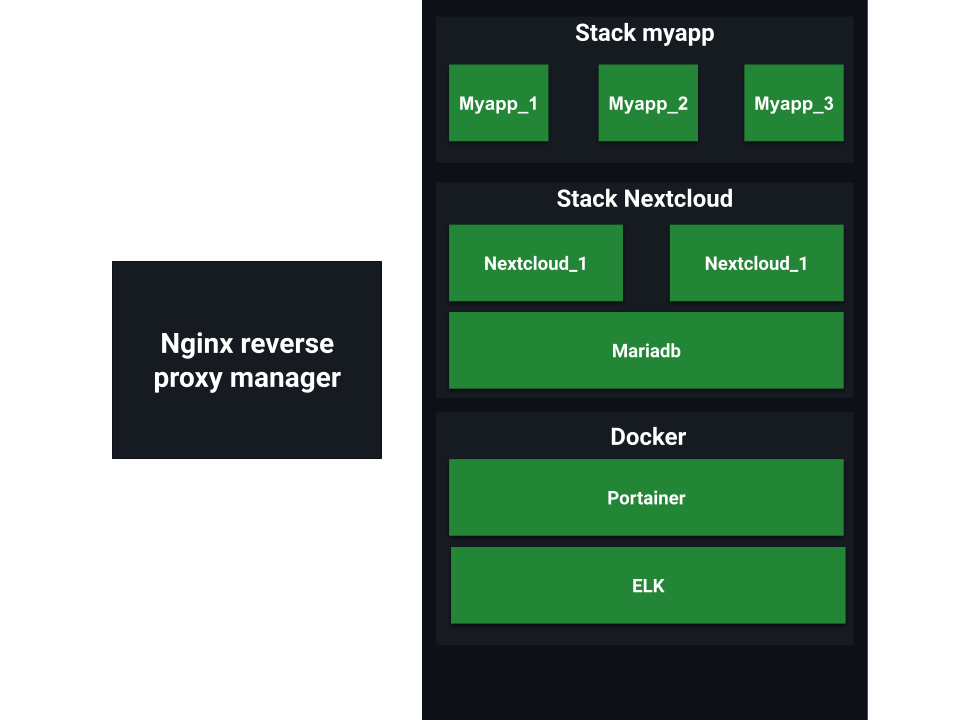 Stack myapp
Myapp_1
Myapp_2
Myapp_3
Stack Nextcloud
Nextcloud_1
Nextcloud_1
Mariadb
Nginx reverse
proxy manager
Docker
Portainer
ELK